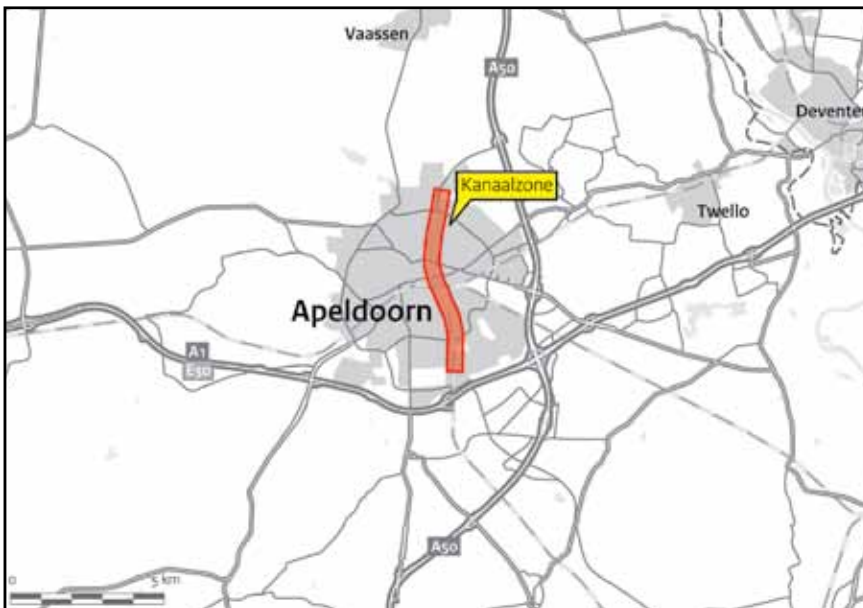 Vaassen
A50
Deventer
Kanaalzone
Twello
Apeldoorn
A1
E30
A50
0 5 km